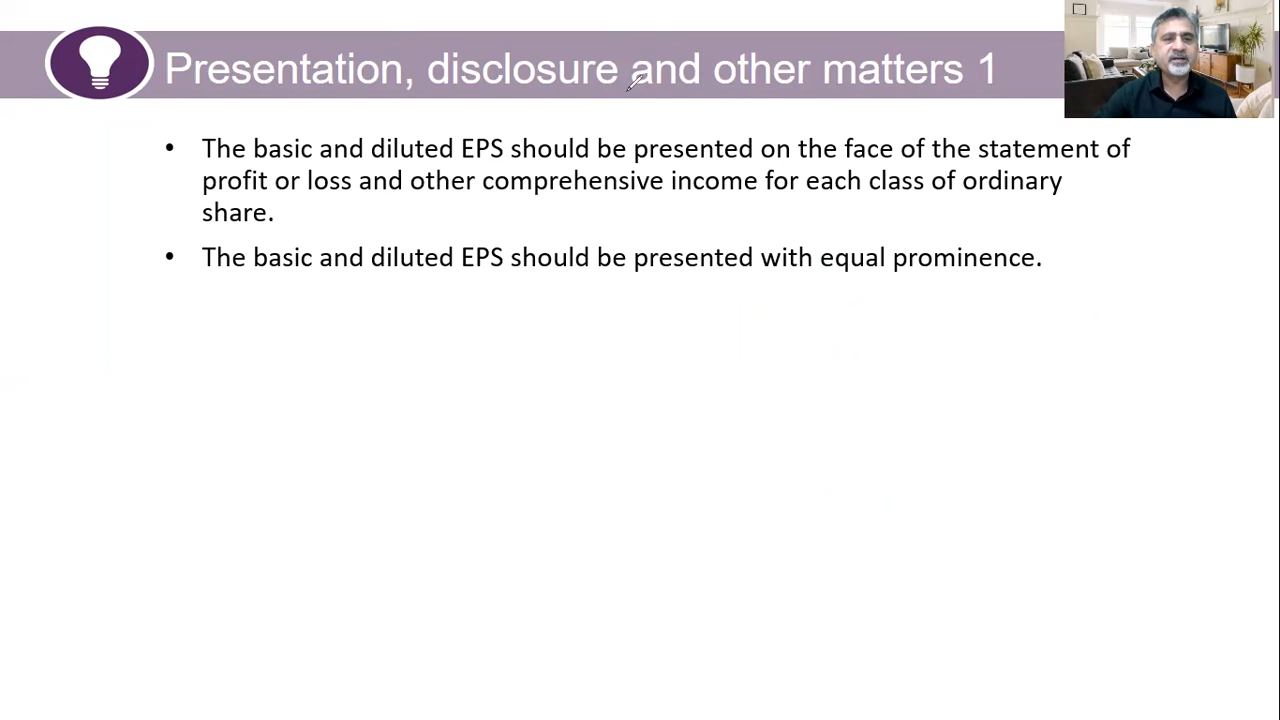 Presentation, disclosure and other matters 1
• The basic and diluted EPS should be presented on the face of the statement of
profit or loss and other comprehensive income for each class of ordinary
share.
• The basic and diluted EPS should be presented with equal prominence.